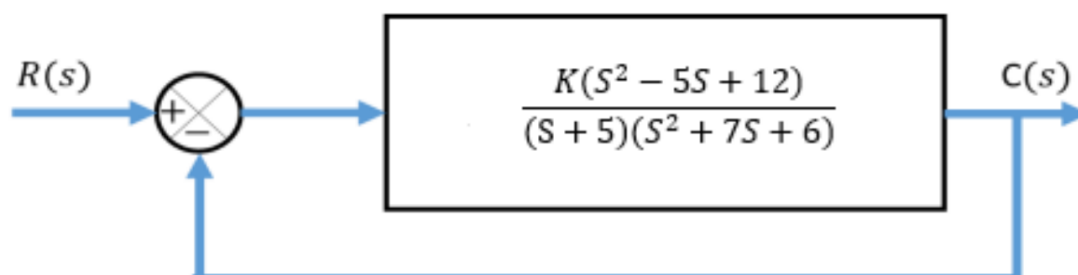 R(s)
+
−
K(S² − 5S + 12)
(S + 5)(S² + 7S + 6)
C(s)